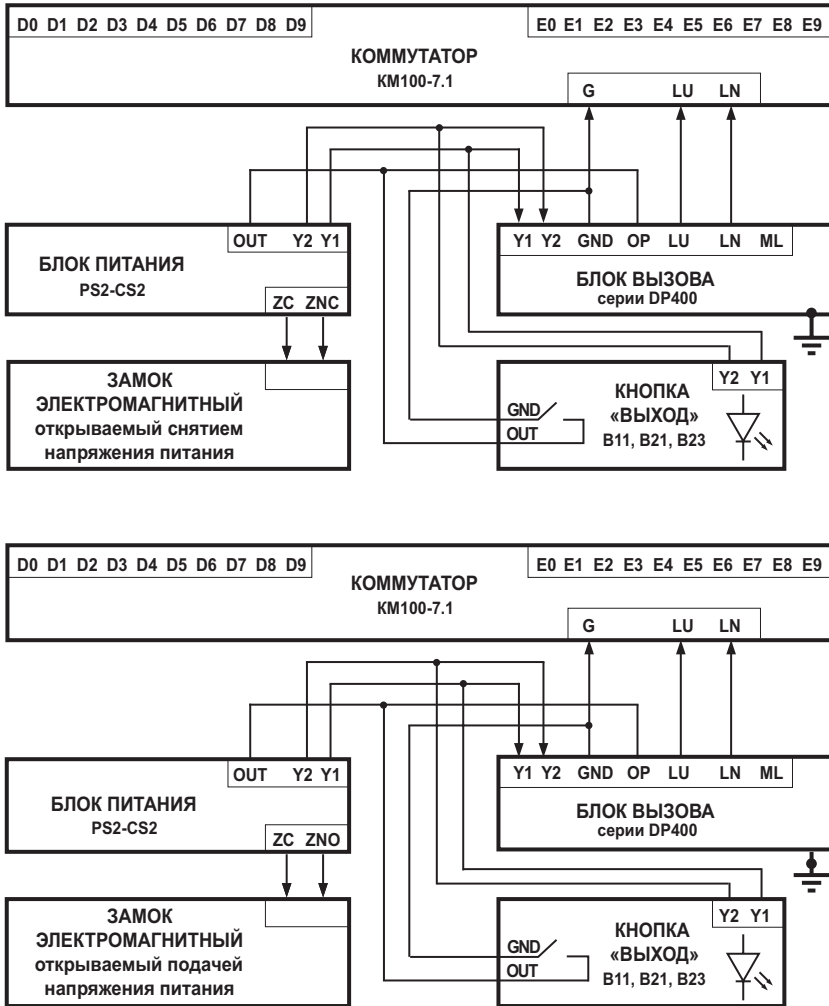 D0 D1 D2 D3 D4 D5 D6 D7 D8 D9
E0 E1 E2 E3 E4 E5 E6 E7 E8 E9
КОММУТАТОР
КМ100-7.1
G LU LN
OUT Y2 Y1
БЛОК ПИТАНИЯ
PS2-CS2
ZC ZNC
Y1 Y2 GND OP LU LN ML
БЛОК ВЫЗОВА
серии DP400
ЗАМОК
ЭЛЕКТРОМАГНИТНЫЙ
открываемый снятием
напряжения питания
Y2 Y1
GND
OUT
КНОПКА
«ВЫХОД»
B11, B21, B23
D0 D1 D2 D3 D4 D5 D6 D7 D8 D9
E0 E1 E2 E3 E4 E5 E6 E7 E8 E9
КОММУТАТОР
КМ100-7.1
G LU LN
OUT Y2 Y1
БЛОК ПИТАНИЯ
PS2-CS2
ZC ZNO
Y1 Y2 GND OP LU LN ML
БЛОК ВЫЗОВА
серии DP400
ЗАМОК
ЭЛЕКТРОМАГНИТНЫЙ
открываемый подачей
напряжения питания
Y2 Y1
GND
OUT
КНОПКА
«ВЫХОД»
B11, B21, B23